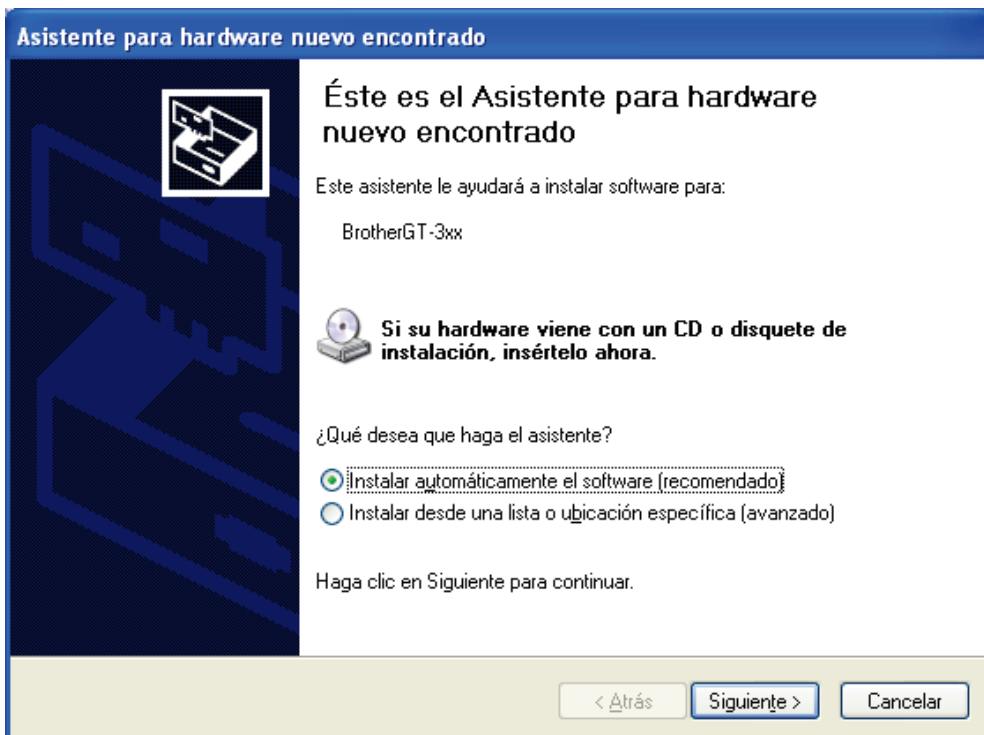 Asistente para hardware nuevo encontrado
Éste es el Asistente para hardware
nuevo encontrado
Este asistente le ayudará a instalar software para:
BrotherGT-3xx
Si su hardware viene con un CD o disquete de
instalación, insértelo ahora.
¿Qué desea que haga el asistente?
Instalar automáticamente el software (recomendado)
Instalar desde una lista o ubicación específica (avanzado)
Haga clic en Siguiente para continuar.
< Atrás Siguiente > Cancelar